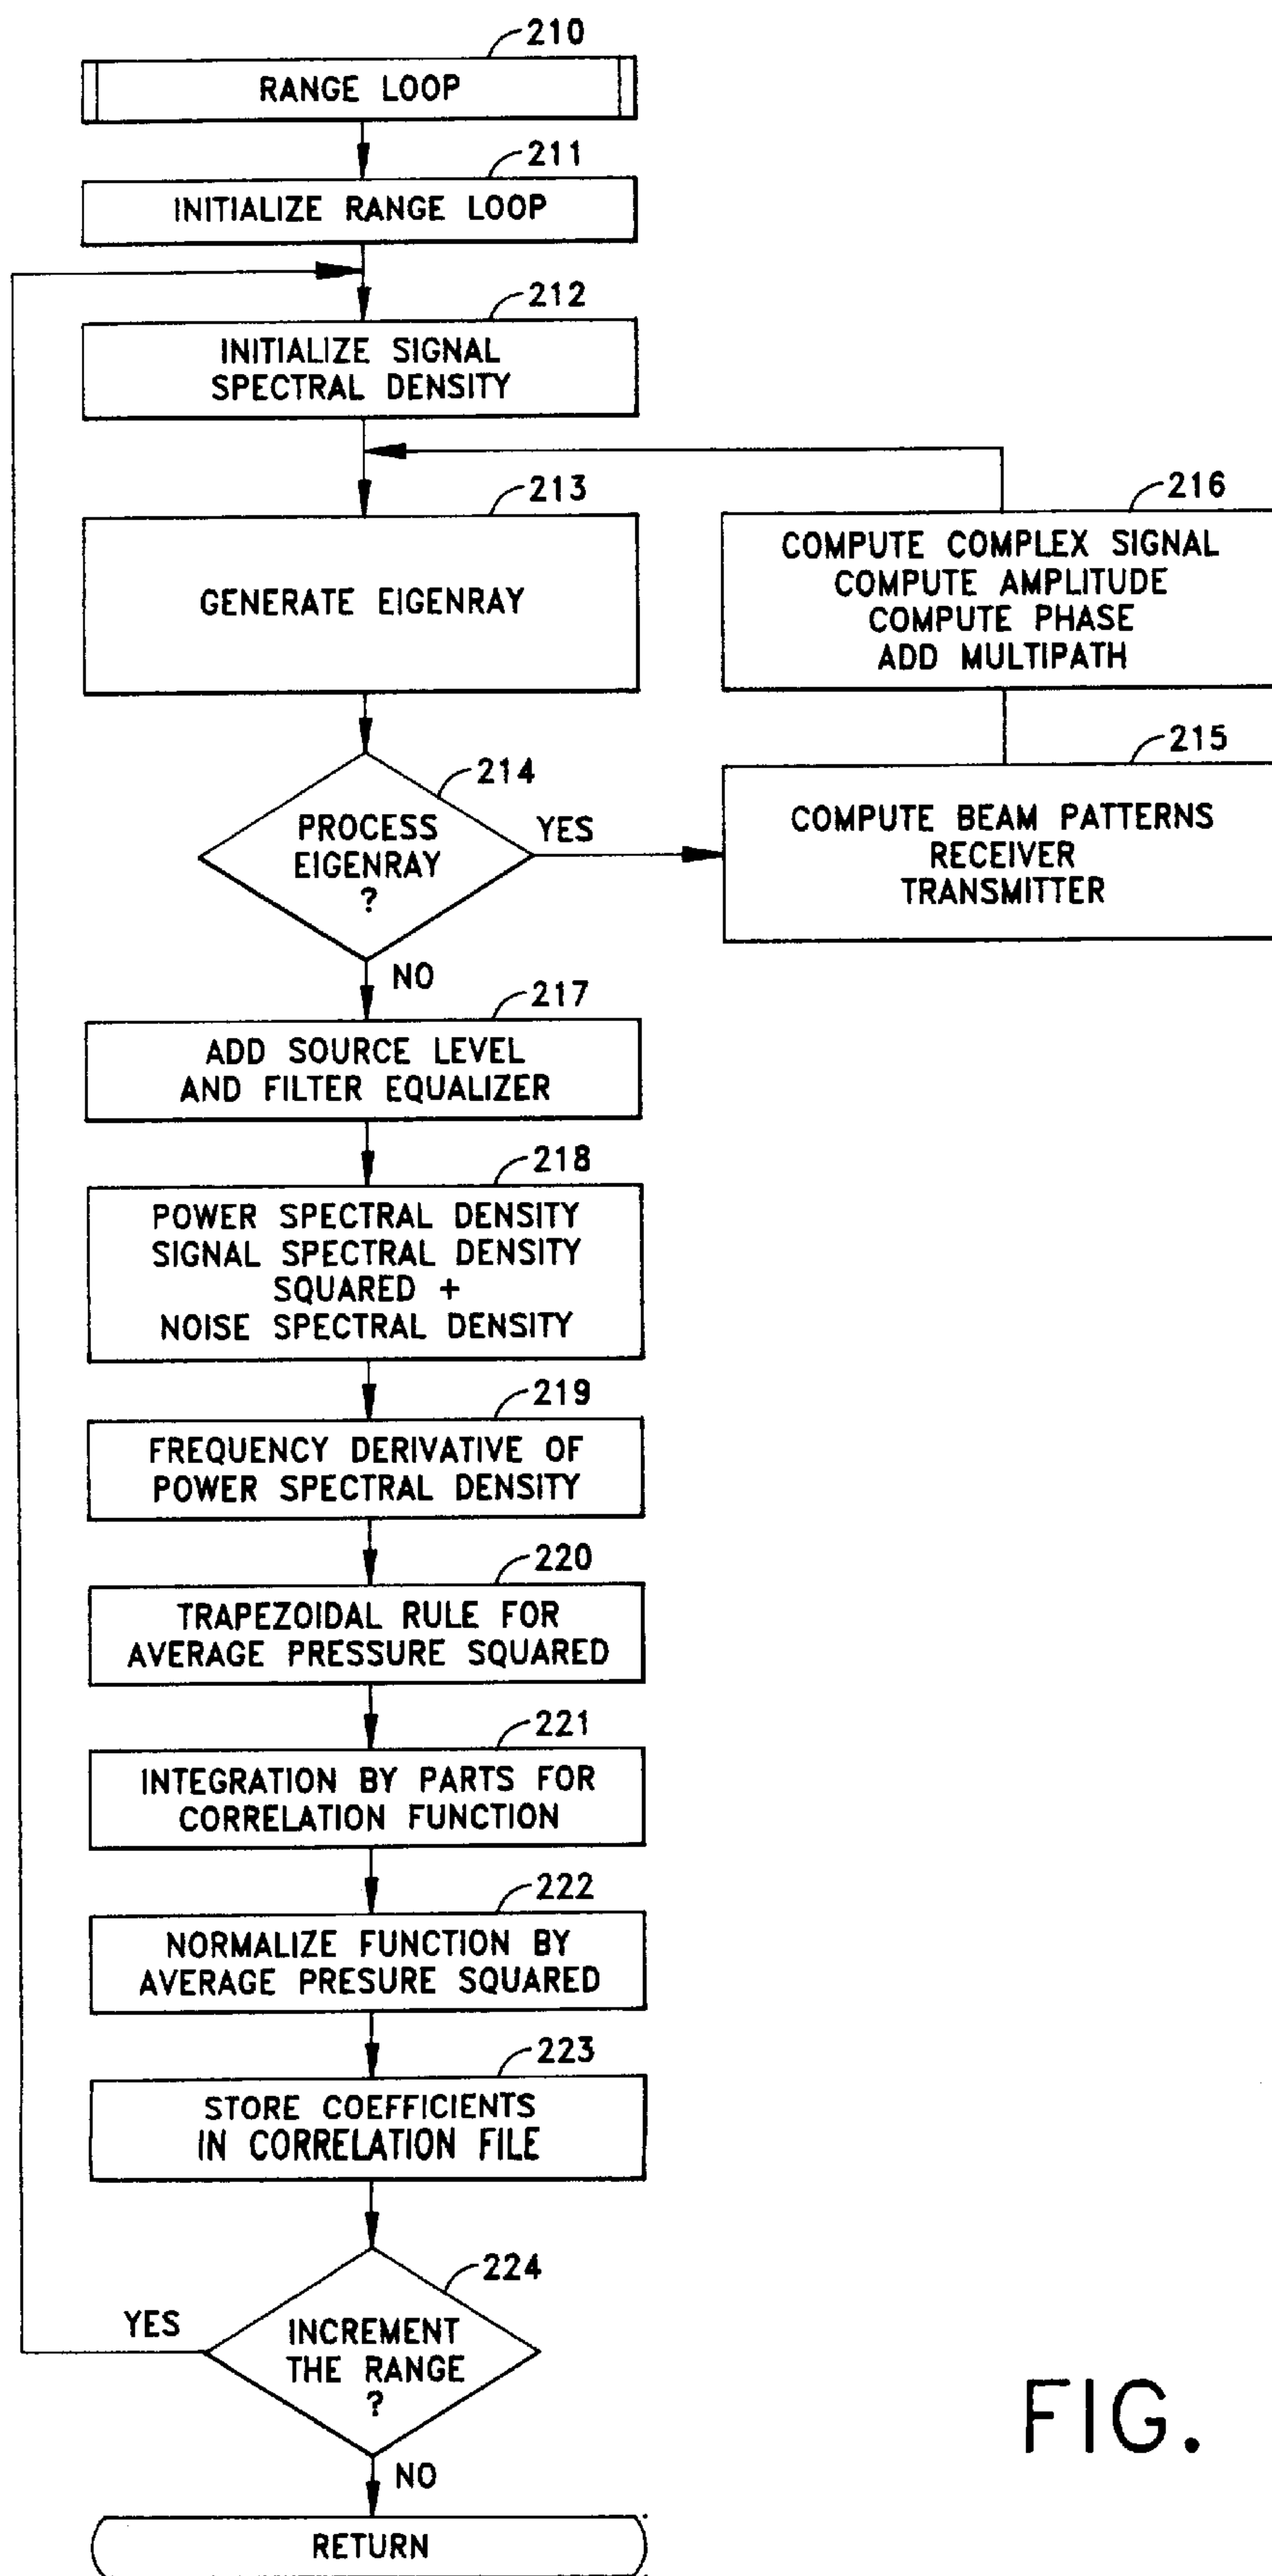 210
RANGE LOOP
211
INITIALIZE RANGE LOOP
212
INITIALIZE SIGNAL
SPECTRAL DENSITY
213
GENERATE EIGENRAY
216
COMPUTE COMPLEX SIGNAL
COMPUTE AMPLITUDE
COMPUTE PHASE
ADD MULTIPATH
214
PROCESS
EIGENRAY
?
YES
215
COMPUTE BEAM PATTERNS
RECEIVER
TRANSMITTER
NO
217
ADD SOURCE LEVEL
AND FILTER EQUALIZER
218
POWER SPECTRAL DENSITY
SIGNAL SPECTRAL DENSITY
SQUARED +
NOISE SPECTRAL DENSITY
219
FREQUENCY DERIVATIVE OF
POWER SPECTRAL DENSITY
220
TRAPEZOIDAL RULE FOR
AVERAGE PRESSURE SQUARED
221
INTEGRATION BY PARTS FOR
CORRELATION FUNCTION
222
NORMALIZE FUNCTION BY
AVERAGE PRESURE SQUARED
223
STORE COEFFICIENTS
IN CORRELATION FILE
224
YES
INCREMENT
THE RANGE
?
NO
RETURN
FIG.